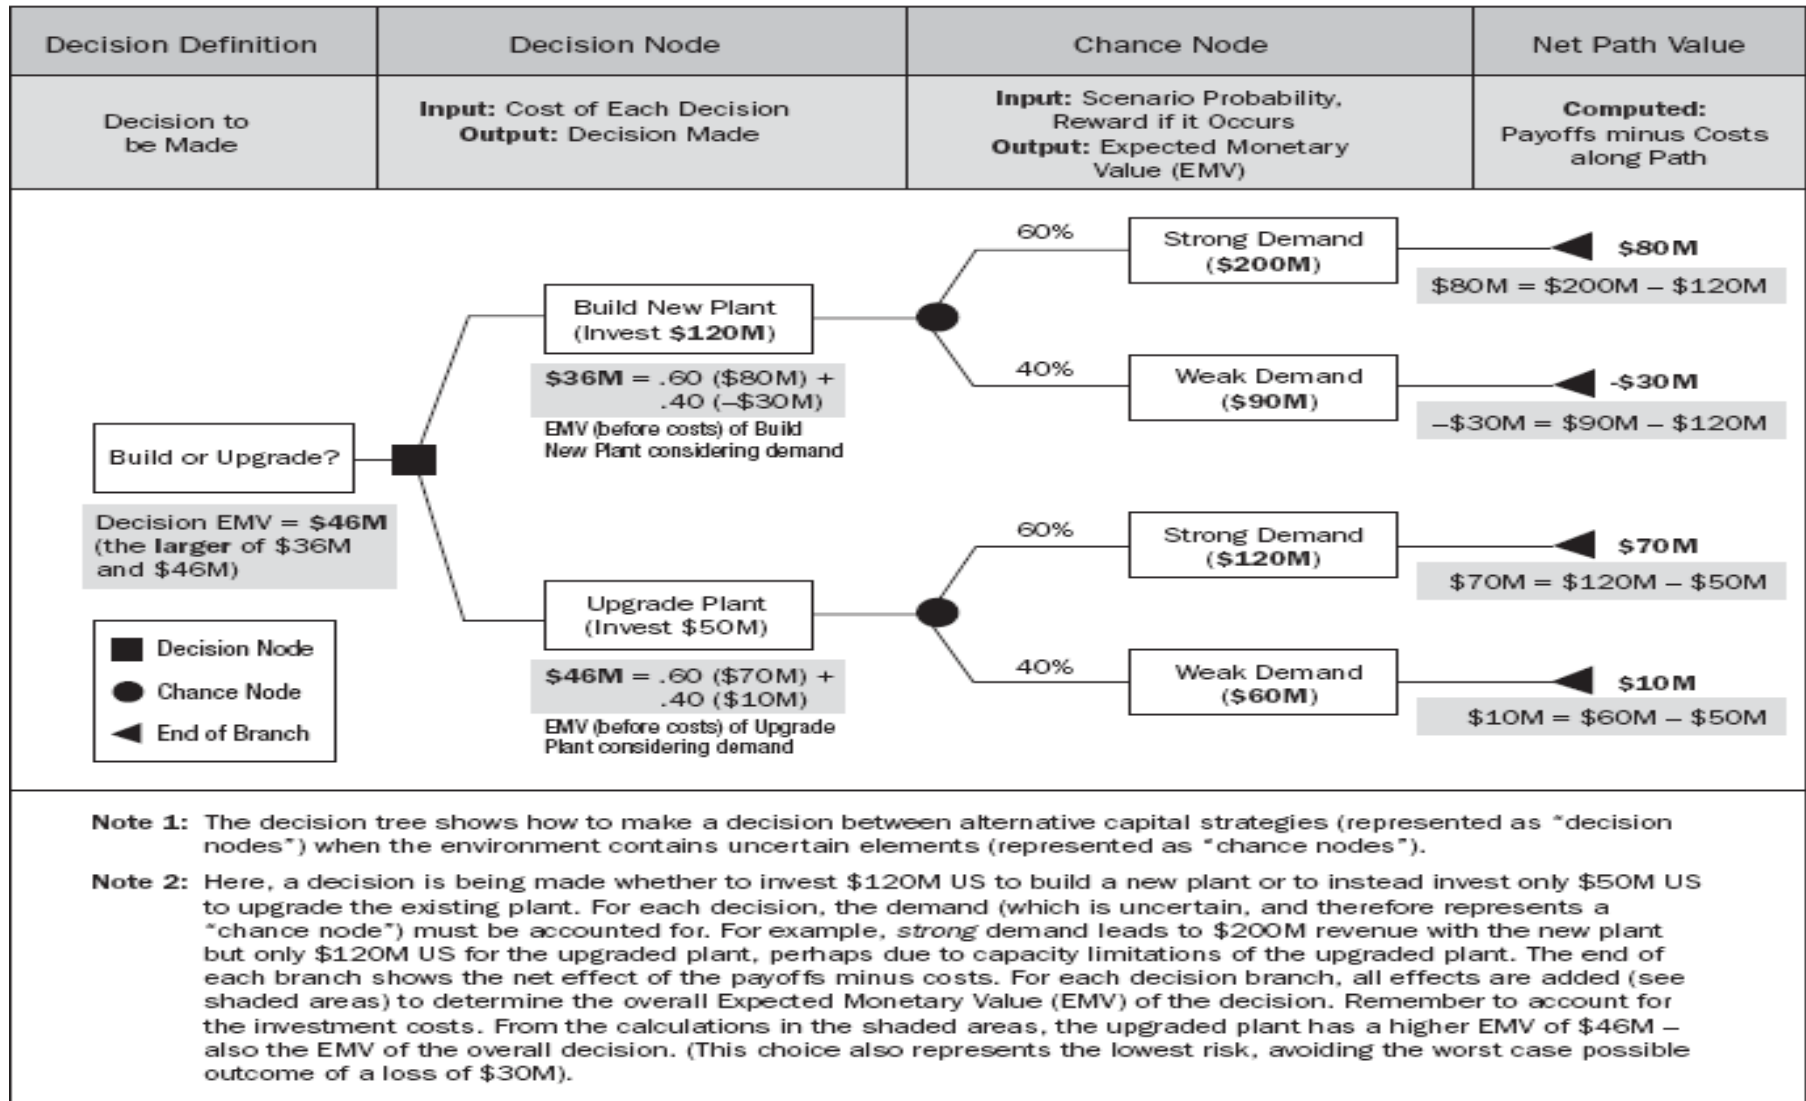 Decision Definition
Decision Node
Chance Node
Net Path Value
Decision to
be Made
Input: Cost of Each Decision
Output: Decision Made
Input: Scenario Probability,
Reward if it Occurs
Output: Expected Monetary
Value (EMV)
Computed:
Payoffs minus Costs
along Path
Build or Upgrade?
Decision EMV = $46M
(the larger of $36M
and $46M)
Decision Node
Chance Node
End of Branch
Build New Plant
(Invest $120M)
$36M = .60 ($80M) +
.40 (–$30M)
EMV (before costs) of Build
New Plant considering demand
60%
Strong Demand
($200M)
$80M
$80M = $200M – $120M
40%
Weak Demand
($90M)
-$30M
–$30M = $90M – $120M
Upgrade Plant
(Invest $50M)
$46M = .60 ($70M) +
.40 ($10M)
EMV (before costs) of Upgrade
Plant considering demand
60%
Strong Demand
($120M)
$70M
$70M = $120M – $50M
40%
Weak Demand
($60M)
$10M
$10M = $60M – $50M
Note 1: The decision tree shows how to make a decision between alternative capital strategies (represented as “decision
nodes”) when the environment contains uncertain elements (represented as “chance nodes”).
Note 2: Here, a decision is being made whether to invest $120M US to build a new plant or to instead invest only $50M US
to upgrade the existing plant. For each decision, the demand (which is uncertain, and therefore represents a
“chance node”) must be accounted for. For example, strong demand leads to $200M revenue with the new plant
but only $120M US for the upgraded plant, perhaps due to capacity limitations of the upgraded plant. The end of
each branch shows the net effect of the payoffs minus costs. For each decision branch, all effects are added (see
shaded areas) to determine the overall Expected Monetary Value (EMV) of the decision. Remember to account for
the investment costs. From the calculations in the shaded areas, the upgraded plant has a higher EMV of $46M –
also the EMV of the overall decision. (This choice also represents the lowest risk, avoiding the worst case possible
outcome of a loss of $30M).